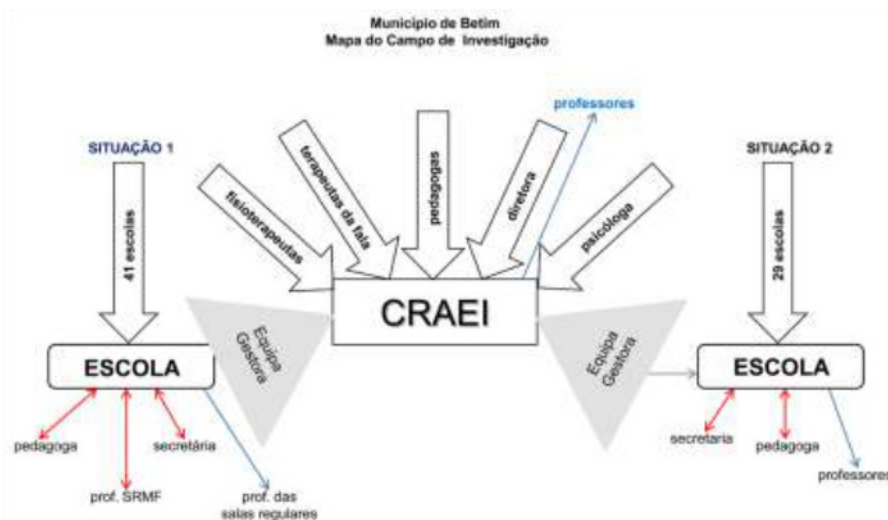 Município de Betim
Mapa do Campo de Investigação
professores
SITUAÇÃO 1
SITUAÇÃO 2
fisioterapeutas
terapeutas da fala
pedagogas
diretora
psicóloga
41 escolas
29 escolas
CRAEI
Equipa
Gestora
Equipa
Gestora
ESCOLA
ESCOLA
pedagoga
secretária
prof. SRMF
prof. das
salas regulares
secretaria
pedagoga
professores